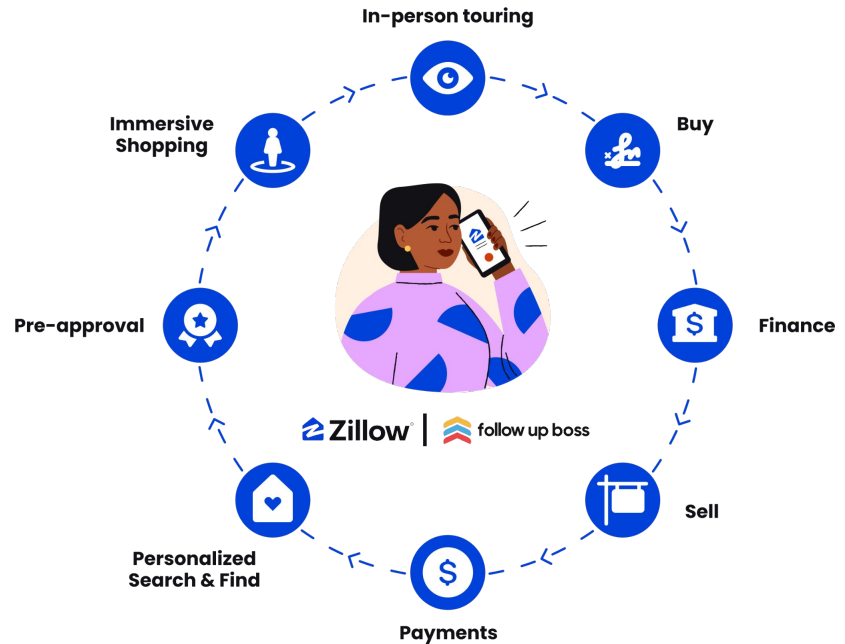 In-person touring
Immersive
Shopping
Buy
Pre-approval
Finance
Zillow® | follow up boss
Sell
Personalized
Search & Find
Payments